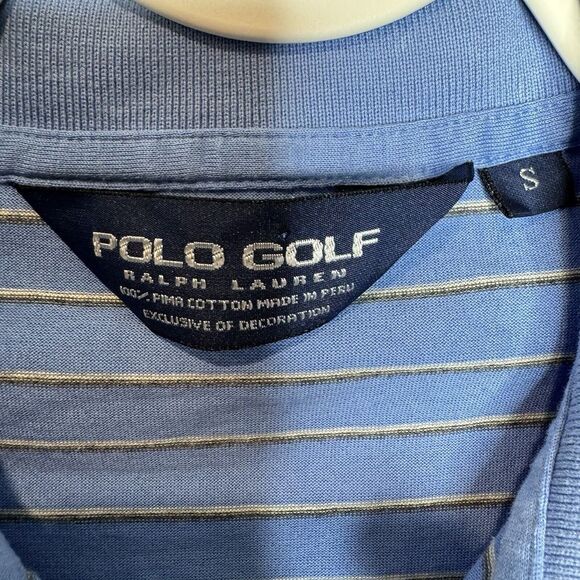 POLO GOLF
RALPH LAUREN
100% PIMA COTTON MADE IN PERU
EXCLUSIVE OF DECORATION
S